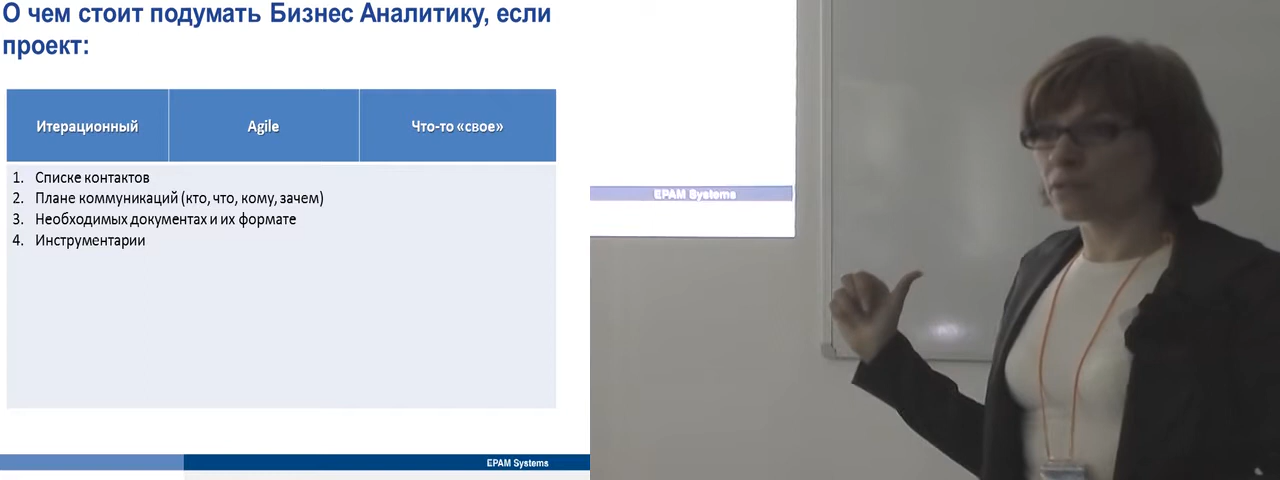 О чем стоит подумать Бизнес Аналитику, если
проект:
Итерационный
Agile
Что-то «свое»
1. Списке контактов
2. Плане коммуникаций (кто, что, кому, зачем)
3. Необходимых документах и их формате
4. Инструментарии
EPAM Systems
EPAM Systems